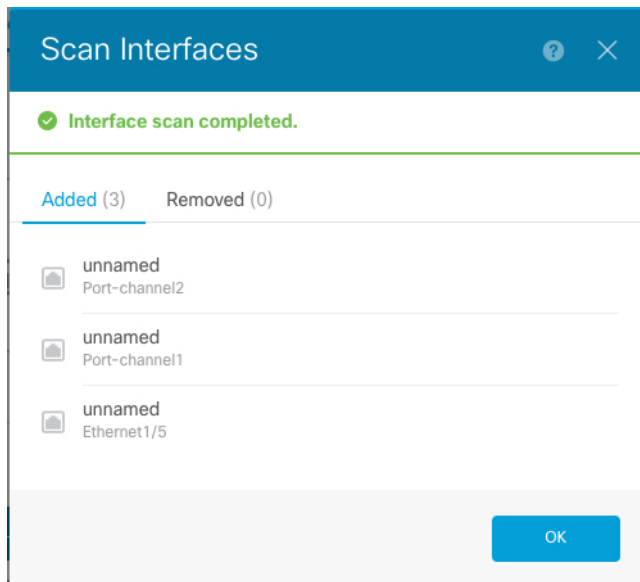 Scan Interfaces
?
Interface scan completed.
Added (3) Removed (0)
unnamed
Port-channel2
unnamed
Port-channel1
unnamed
Ethernet1/5
OK